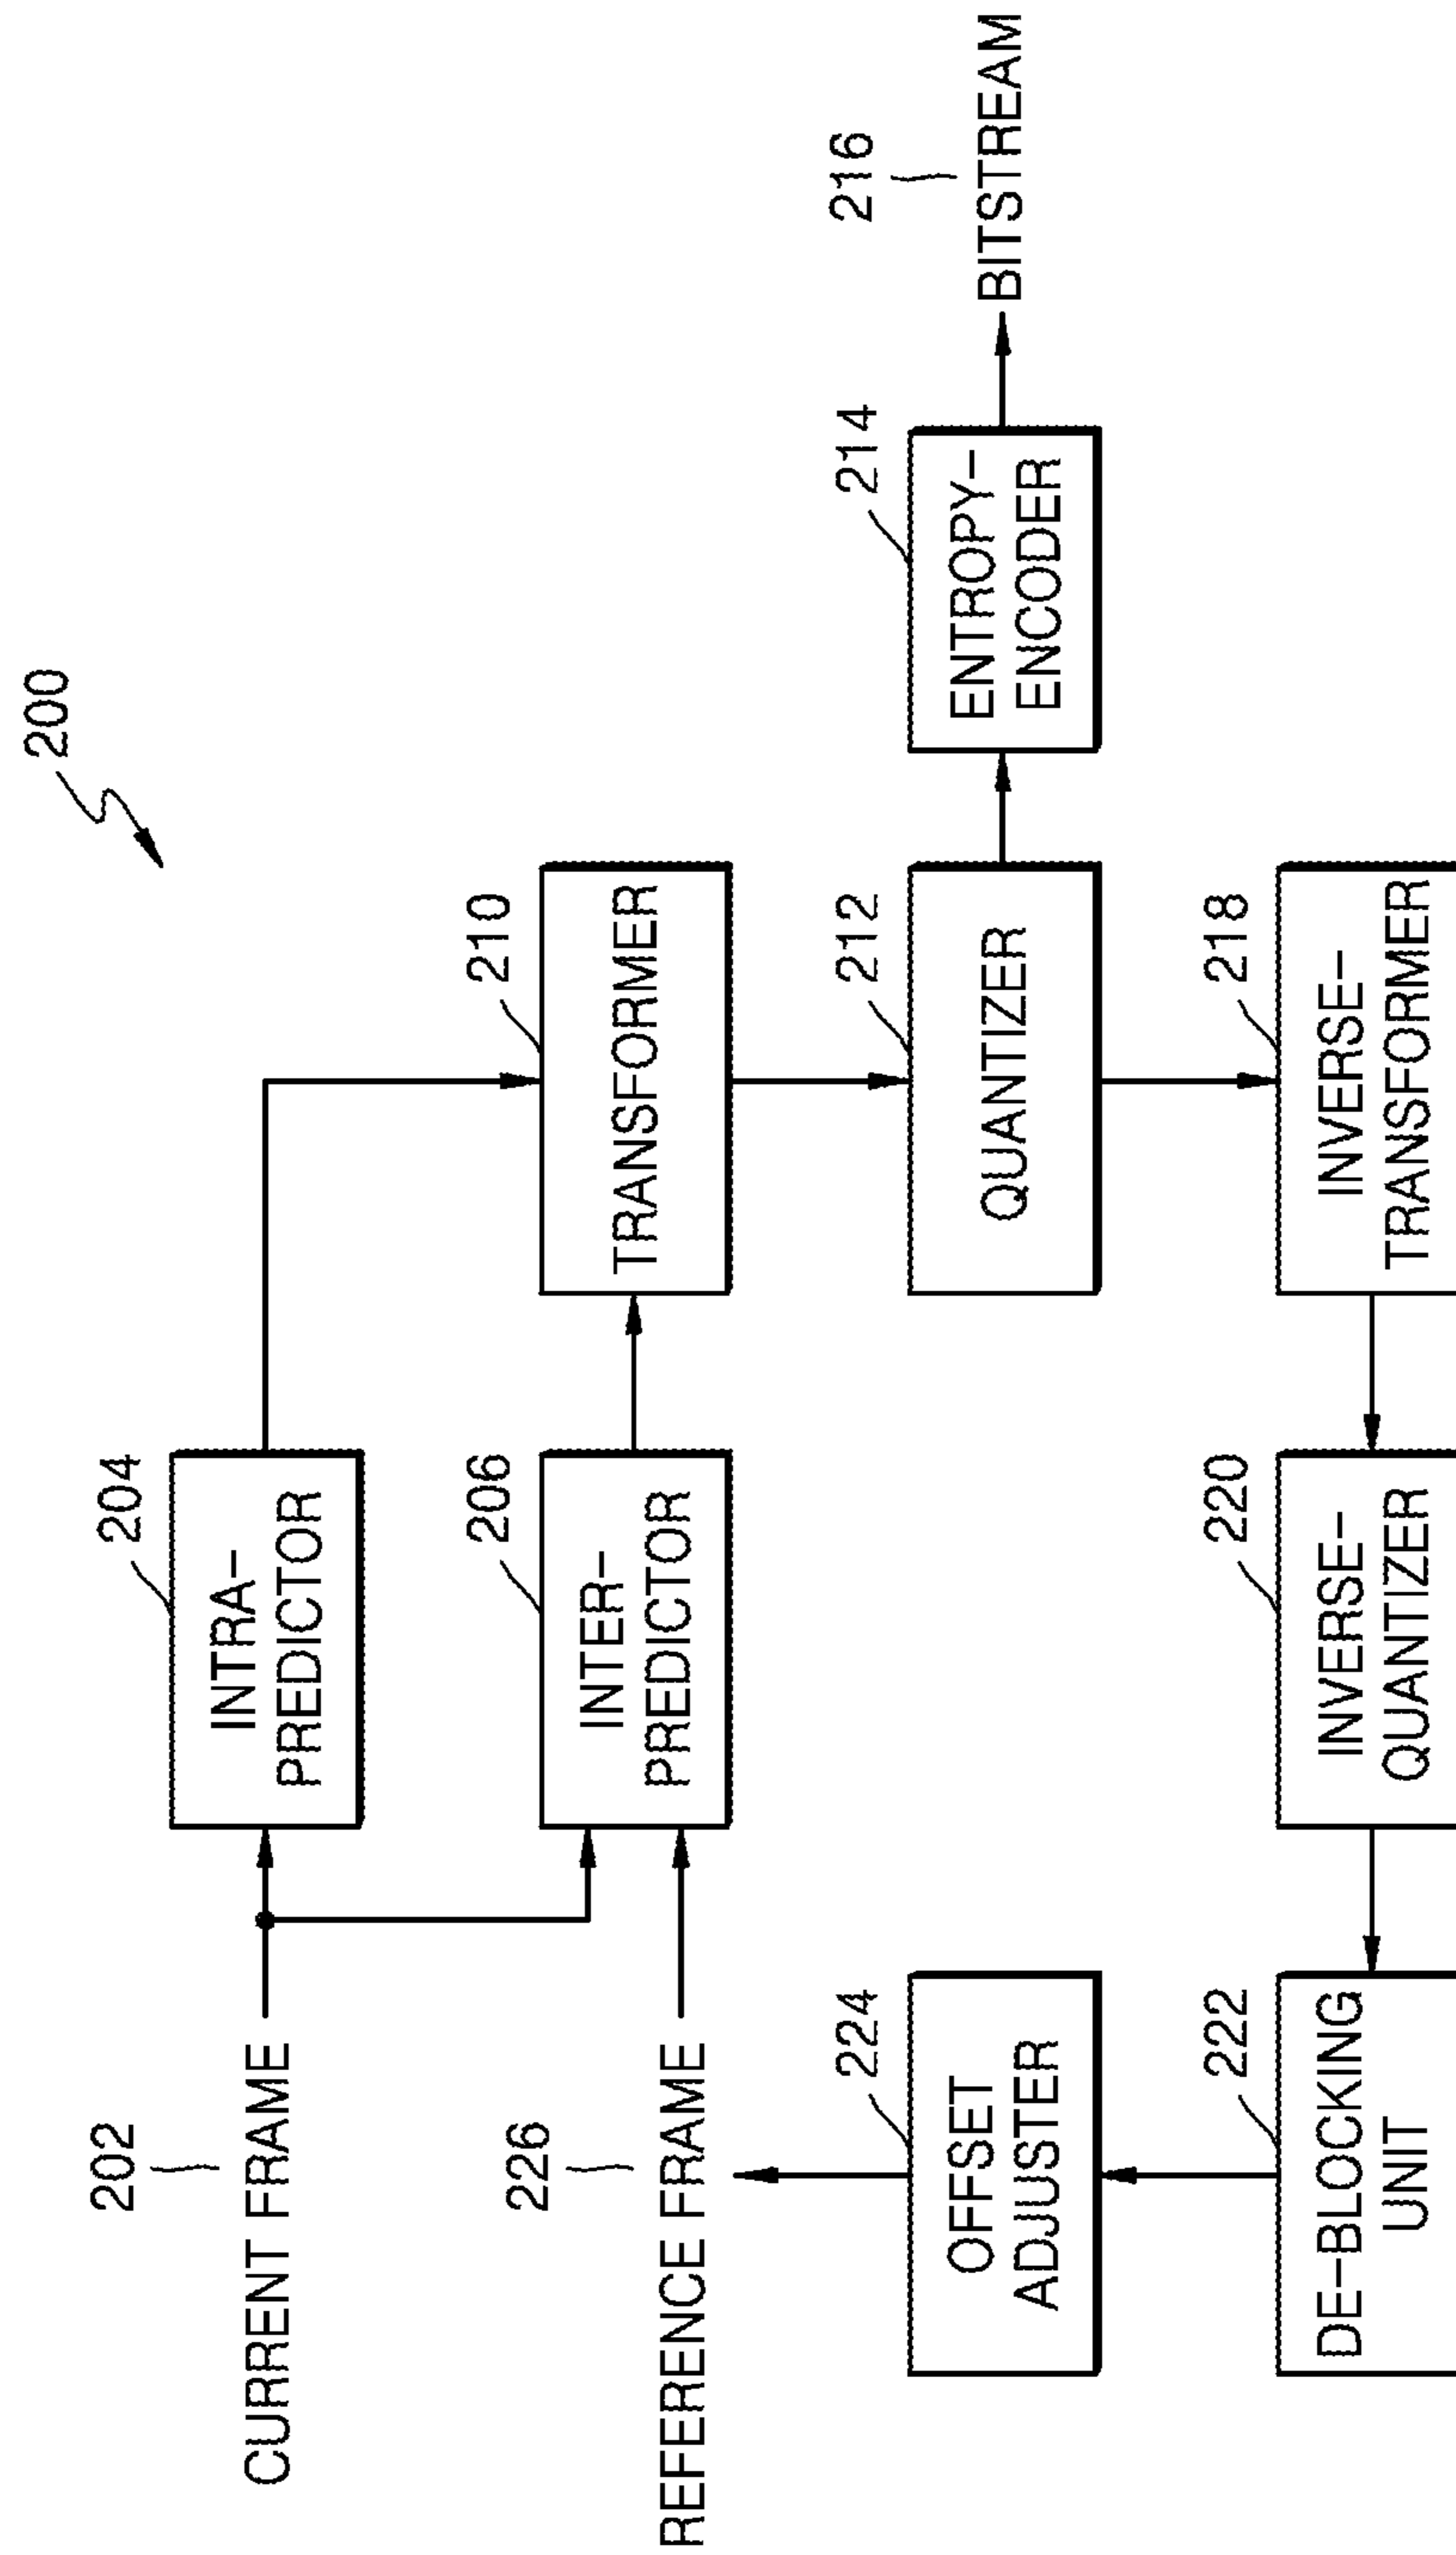 200
202
CURRENT FRAME
204
INTRA-
PREDICTOR
226
REFERENCE FRAME
206
INTER-
PREDICTOR
210
TRANSFORMER
224
OFFSET
ADJUSTER
212
QUANTIZER
214
ENTROPY-
ENCODER
216
BITSTREAM
222
DE-BLOCKING
UNIT
220
INVERSE-
QUANTIZER
218
INVERSE-
TRANSFORMER